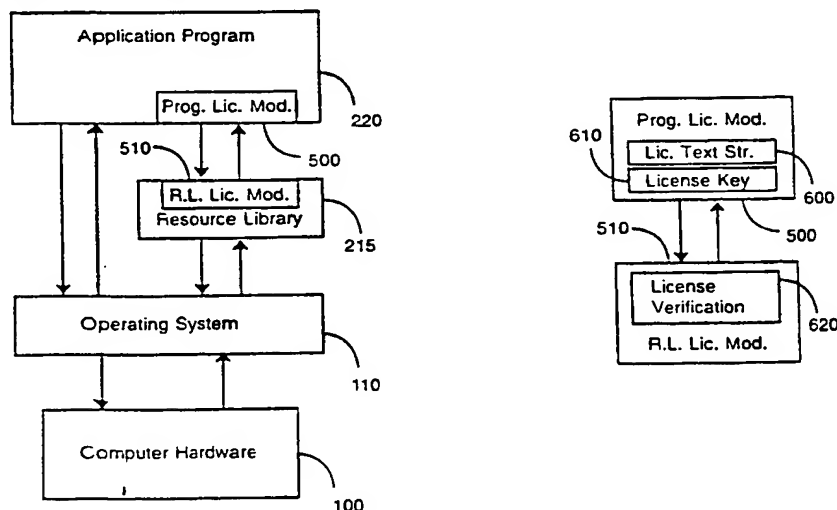 Application Program
Prog. Lic. Mod.
220
510
500
R.L. Lic. Mod.
Resource Library
215
Operating System
110
Computer Hardware
100
Prog. Lic. Mod.
610
Lic. Text Str.
License Key
600
510
500
License
Verification
620
R.L. Lic. Mod.